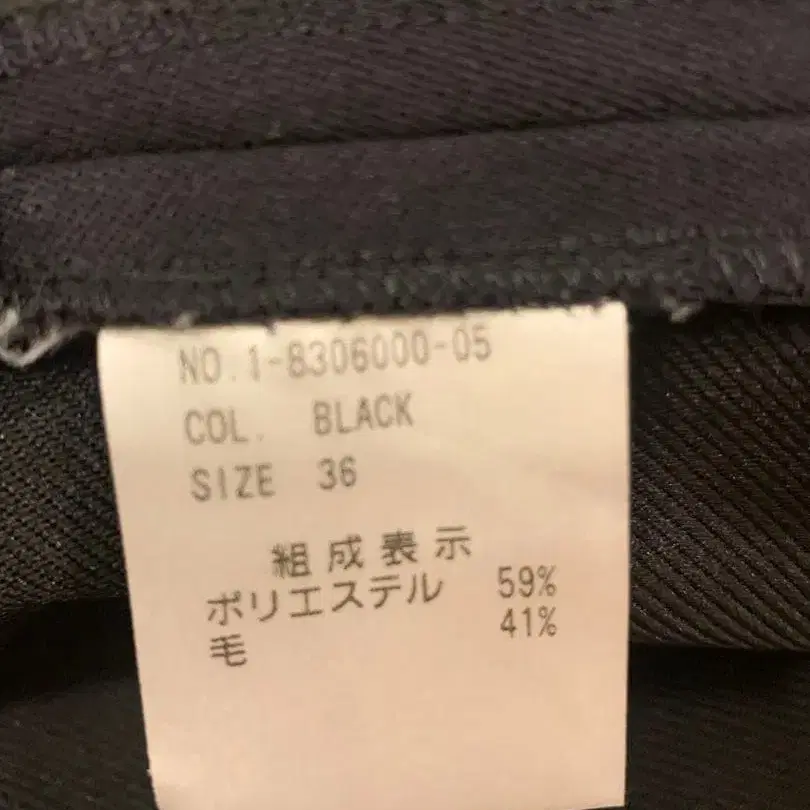 NO.1-8306000-05
COL. BLACK
SIZE 36
組成表示
ポリエステル 59%
毛 41%